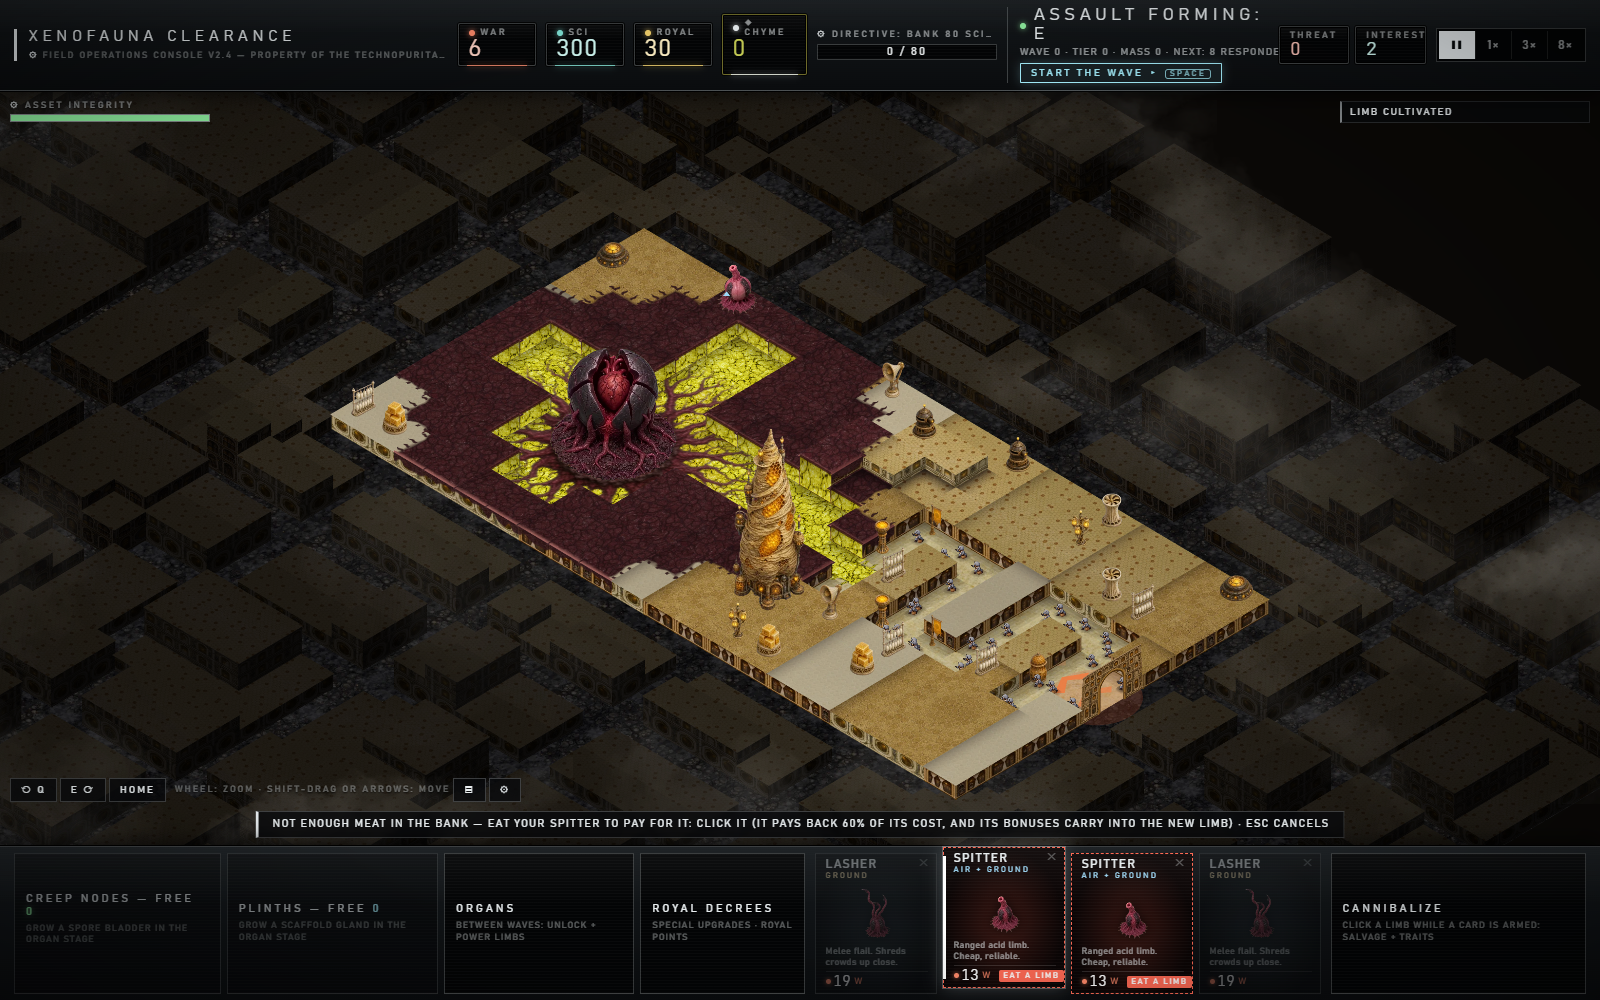 XENOFAUNA CLEARANCE
FIELD OPERATIONS CONSOLE V2.4 — PROPERTY OF THE TECHNOPURITA…
WAR
6
SCI
300
ROYAL
30
CHYME
0
DIRECTIVE: BANK 80 SCI…
0 / 80
ASSAULT FORMING:
E
WAVE 0 · TIER 0 · MASS 0 · NEXT: 8 RESPONDE
START THE WAVE ▸ SPACE
THREAT
0
INTEREST
2
1×
3×
8×
ASSET INTEGRITY
LIMB CULTIVATED
Q
E
HOME
WHEEL: ZOOM · SHIFT-DRAG OR ARROWS: MOVE
NOT ENOUGH MEAT IN THE BANK — EAT YOUR SPITTER TO PAY FOR IT: CLICK IT (IT PAYS BACK 60% OF ITS COST, AND ITS BONUSES CARRY INTO THE NEW LIMB) · ESC CANCELS
CREEP NODES — FREE
0
GROW A SPORE BLADDER IN THE
ORGAN STAGE
PLINTHS — FREE 0
GROW A SCAFFOLD GLAND IN THE
ORGAN STAGE
ORGANS
BETWEEN WAVES: UNLOCK +
POWER LIMBS
ROYAL DECREES
SPECIAL UPGRADES · ROYAL
POINTS
LASHER ×
GROUND
Melee flail. Shreds
crowds up close.
19 W
SPITTER ×
AIR + GROUND
Ranged acid limb.
Cheap, reliable.
13 W EAT A LIMB
SPITTER ×
AIR + GROUND
Ranged acid limb.
Cheap, reliable.
13 W EAT A LIMB
LASHER ×
GROUND
Melee flail. Shreds
crowds up close.
19 W
CANNIBALIZE
CLICK A LIMB WHILE A CARD IS ARMED:
SALVAGE + TRAITS